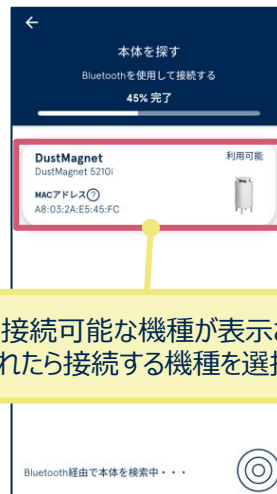 本体を探す
Bluetoothを使用して接続する
45% 完了
DustMagnet 利用可能
DustMagnet 5210i
MACアドレス?
A8:03:2A:E5:45:FC
接続可能な機種が表示さ
れたら接続する機種を選択
Bluetooth経由で本体を検索中・・・